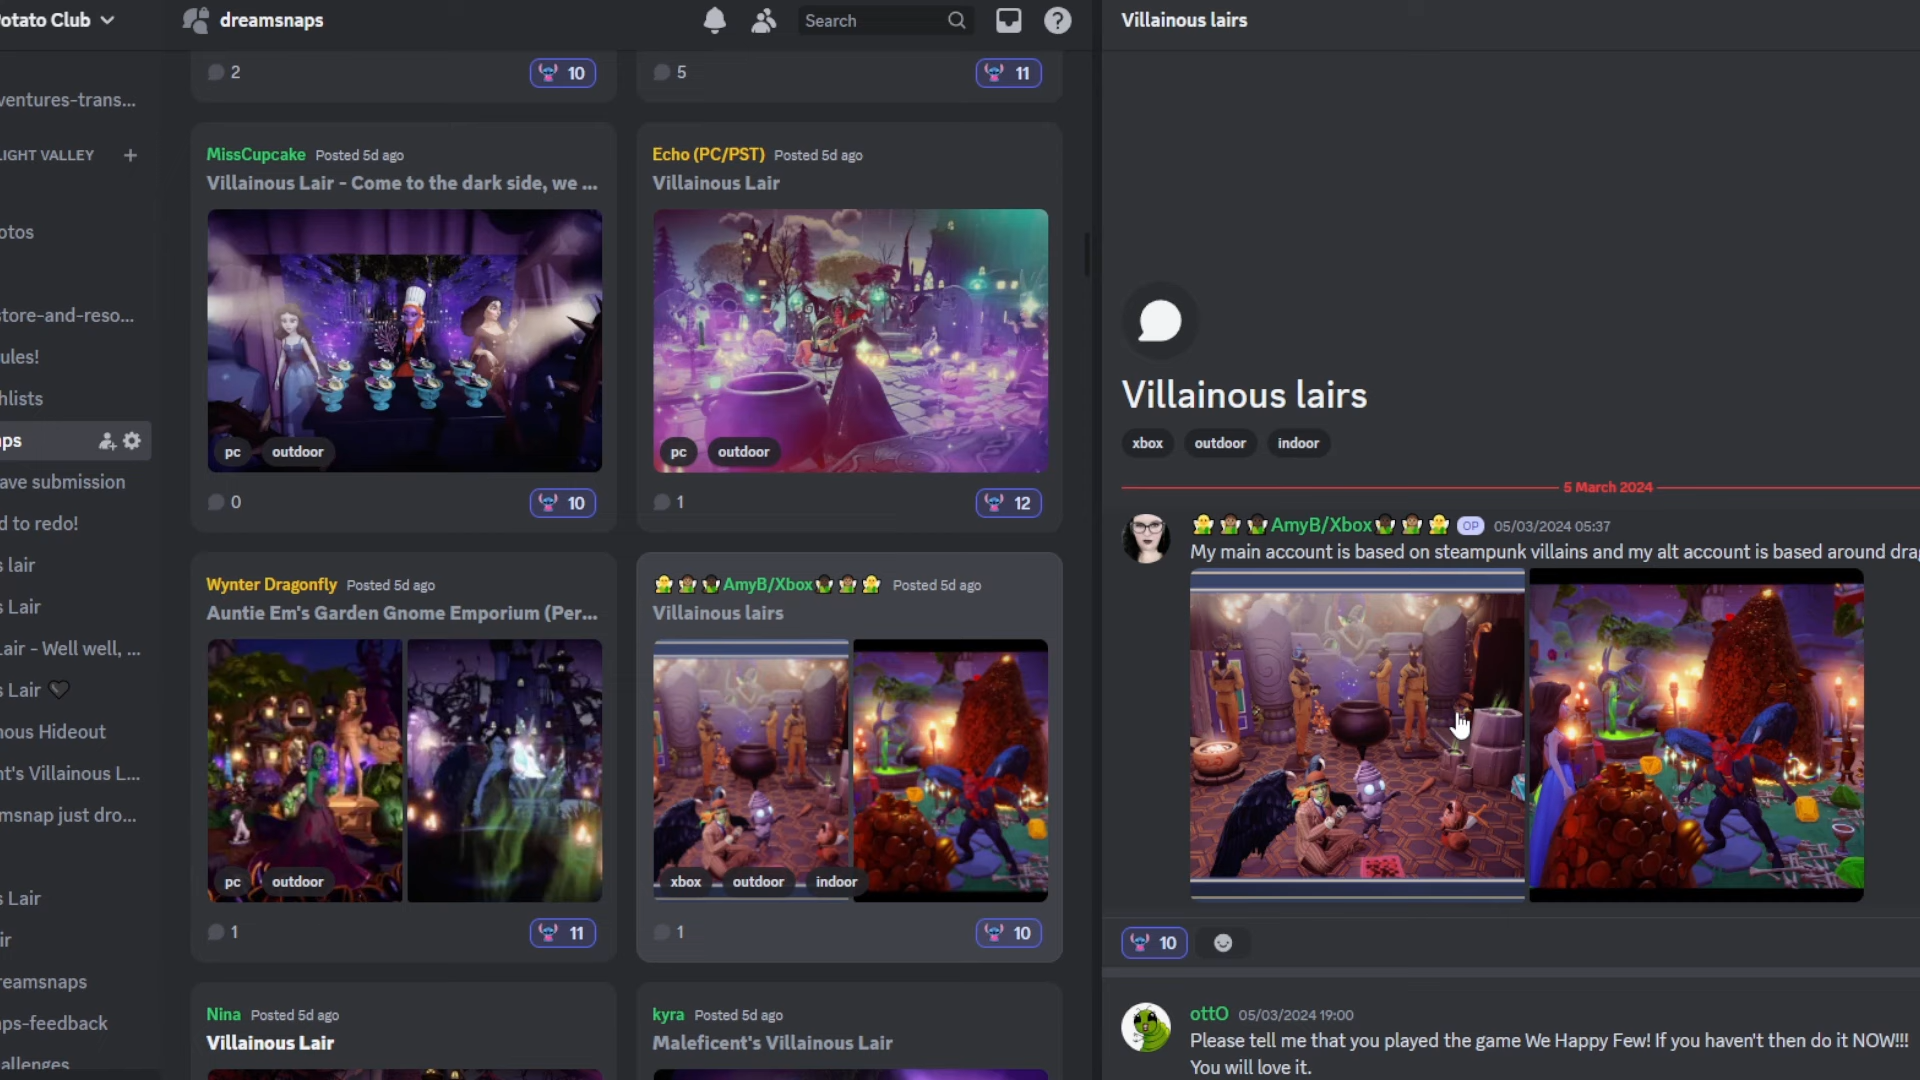 otato Club
dreamsnaps
Search
Villainous lairs
ventures-trans...
LIGHT VALLEY
otos
store-and-reso...
ules!
hlists
aps
ave submission
d to redo!
s lair
s Lair
Lair - Well well, ...
s Lair
nous Hideout
nt's Villainous L...
msnap just dro...
s Lair
ir
reamsnaps
aps-feedback
allenges
2
10
5
11
MissCupcake Posted 5d ago
Villainous Lair - Come to the dark side, we ...
pc outdoor
0
10
Echo (PC/PST) Posted 5d ago
Villainous Lair
pc outdoor
1
12
Wynter Dragonfly Posted 5d ago
Auntie Em's Garden Gnome Emporium (Per...
pc outdoor
1
11
AmyB/Xbox Posted 5d ago
Villainous lairs
xbox outdoor indoor
1
10
Nina Posted 5d ago
Villainous Lair
kyra Posted 5d ago
Maleficent's Villainous Lair
Villainous lairs
xbox outdoor indoor
5 March 2024
AmyB/Xbox OP 05/03/2024 05:37
My main account is based on steampunk villains and my alt account is based around drag
10
ottO 05/03/2024 19:00
Please tell me that you played the game We Happy Few! If you haven't then do it NOW!!!
You will love it.